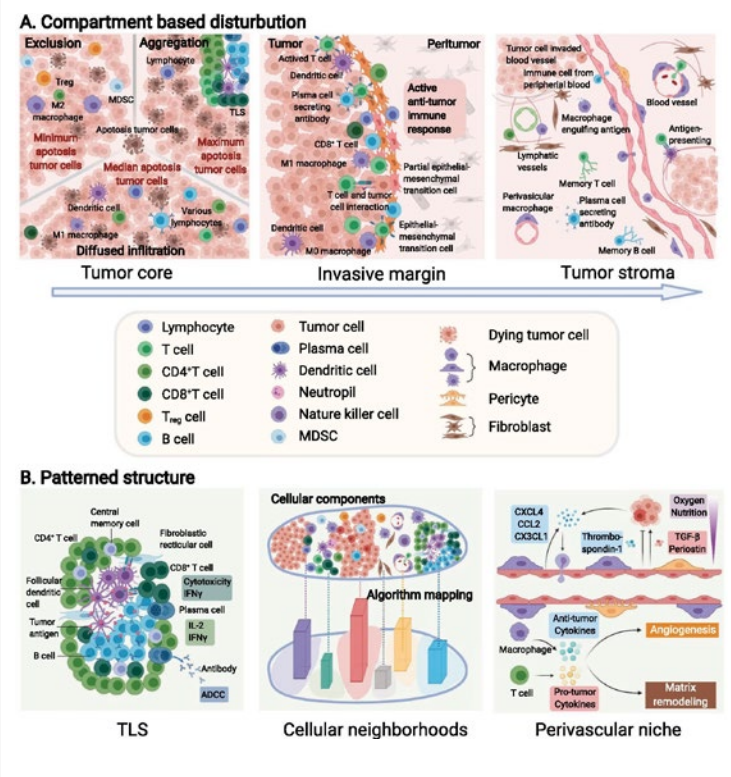 A. Compartment based disturbution
Exclusion
Aggregation
Lymphocyte
Treg
M2
macrophage
MDSC
TLS
Apotosis tumor cells
Minimum
apotosis
tumor cells
Median apotosis
tumor cells
Maximum
apotosis
tumor cells
Dendritic cell
Various
lymphocytes
M1 macrophage
Diffused inflitration
Tumor core
Tumor
Peritumor
Actived T cell
Dendritic cell
Plasma cell
secreting
antibody
CD8⁺ T cell
M1 macrophage
T cell and tumor
cell interaction
Dendritic cell
M0 macrophage
Active
anti-tumor
immune
response
Partial epithelial-
mesenchymal
transition cell
Epithelial-
mesenchymal
transition cell
Invasive margin
Tumor cell invaded
blood vessel
Immune cell from
peripherial blood
Macrophage
engulfing antigen
Blood vessel
Antigen-
presenting
Lymphatic
vessels
Memory T cell
Perivasicular
macrophage
Plasma cell
secreting
antibody
Memory B cell
Tumor stroma
Lymphocyte
T cell
CD4⁺T cell
CD8⁺T cell
Treg cell
B cell
Tumor cell
Plasma cell
Dendritic cell
Neutropil
Nature killer cell
MDSC
Dying tumor cell
Macrophage
Pericyte
Fibroblast
B. Patterned structure
Central
memory cell
CD4⁺ T cell
Fibroblastic
recticular cell
CD8⁺ T cell
Cytotoxicity
IFNγ
Follicular
dendritic
cell
Plasma cell
Tumor
antigen
IL-2
IFNγ
B cell
Antibody
ADCC
TLS
Cellular components
Algorithm mapping
Cellular neighborhoods
CXCL4
CCL2
CX3CL1
Thrombo-
spondin-1
Oxygen
Nutrition
TGF-β
Periostin
Anti-tumor
Cytokines
Macrophage
Angiogenesis
T cell
Pro-tumor
Cytokines
Matrix
remodeling
Perivascular niche